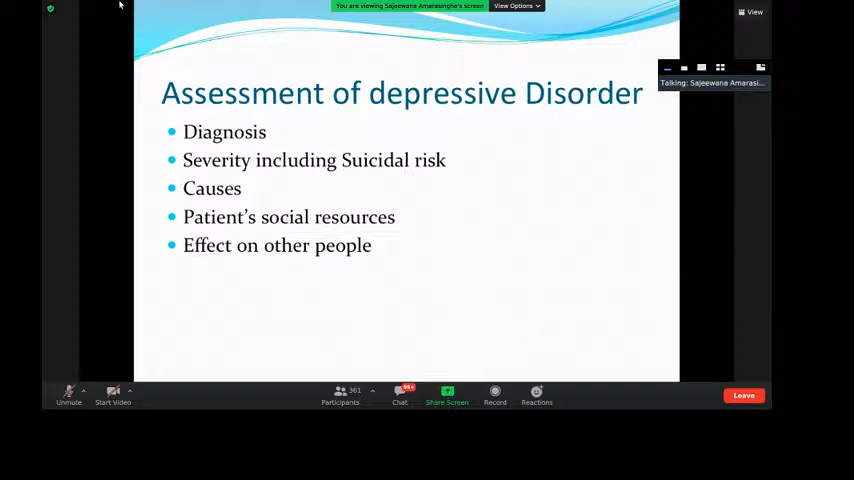 You are viewing Sajeewana Amarasinghe's screen
View Options
View
Talking: Sajeewana Amarasi...
Assessment of depressive Disorder
Diagnosis
Severity including Suicidal risk
Causes
Patient's social resources
Effect on other people
361
99+
Unmute
Start Video
Participants
Chat
Share Screen
Record
Reactions
Leave